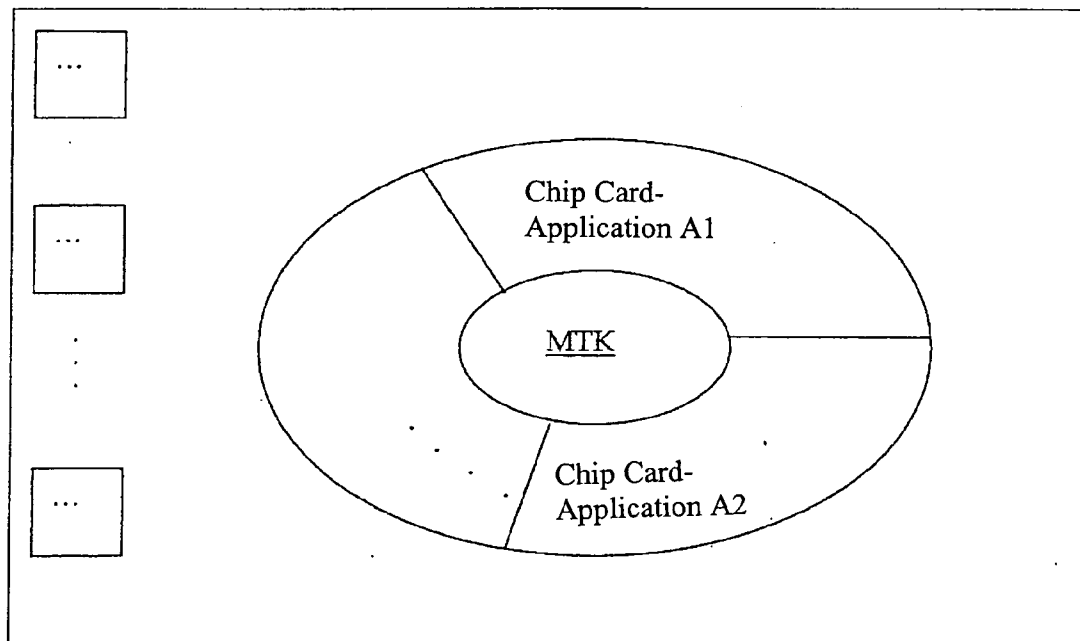 ...
Chip Card-
Application A1
...
MTK
Chip Card-
Application A2
...